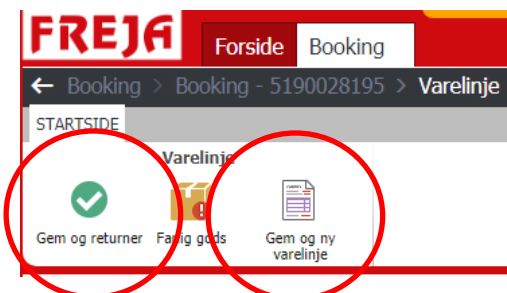 FREJA
Forside Booking
← Booking > Booking - 5190028195 > Varelinje
STARTSIDE
Varelinje
Gem og returner Farlig gods Gem og ny
varelinje